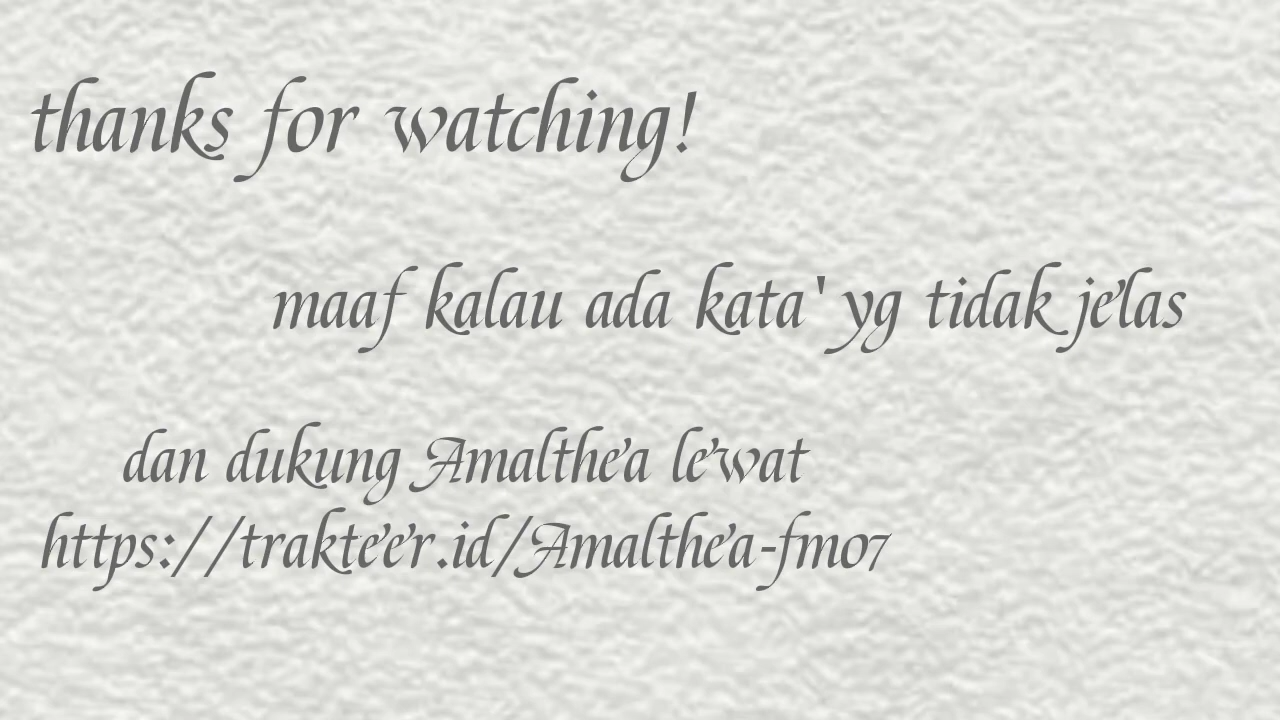 thanks for watching!
maaf kalau ada kata' yg tidak jelas
dan dukung Amalthea lewat
https://trakteer.id/Amalthea-fm07